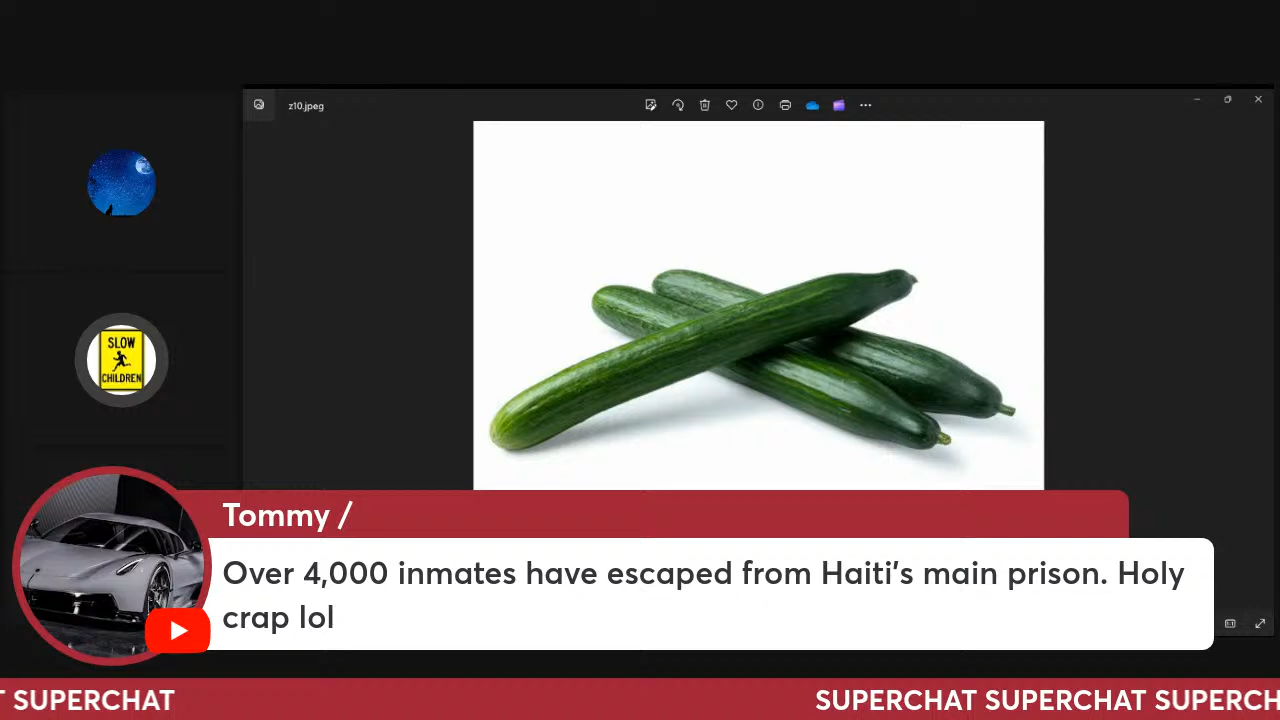 z10.jpeg
SLOW
CHILDREN
Tommy /
Over 4,000 inmates have escaped from Haiti's main prison. Holy
crap lol
T SUPERCHAT
SUPERCHAT SUPERCHAT SUPERCH